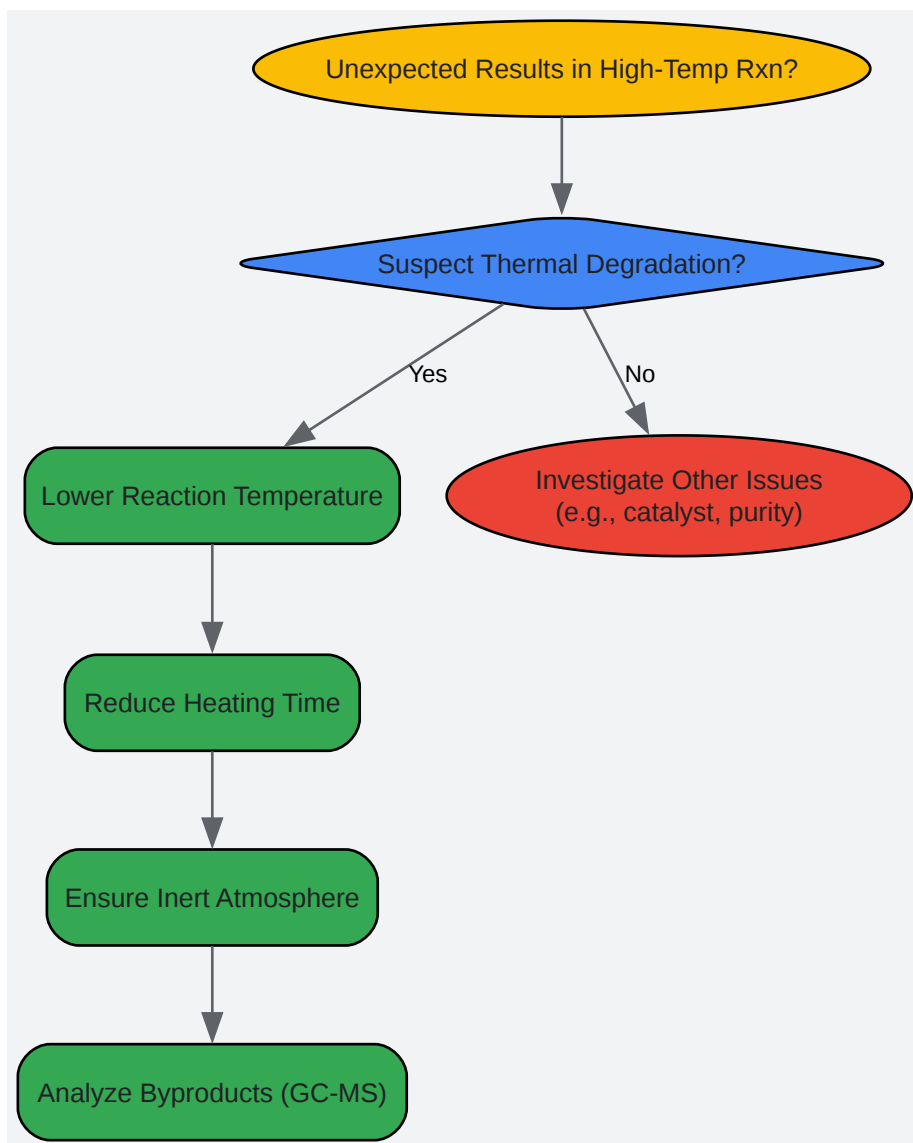 Unexpected Results in High-Temp Rxn?
Suspect Thermal Degradation?
Yes
No
Lower Reaction Temperature
Investigate Other Issues
(e.g., catalyst, purity)
Reduce Heating Time
Ensure Inert Atmosphere
Analyze Byproducts (GC-MS)